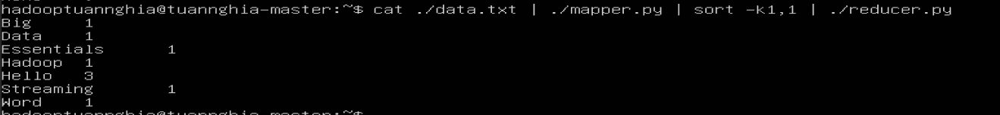 hadooptuannghia@tuannghia-master:~$ cat ./data.txt | ./mapper.py | sort -k1,1 | ./reducer.py
Big 1
Data 1
Essentials 1
Hadoop 1
Hello 3
Streaming 1
Word 1
hadooptuannghia@tuannghia-master:~$